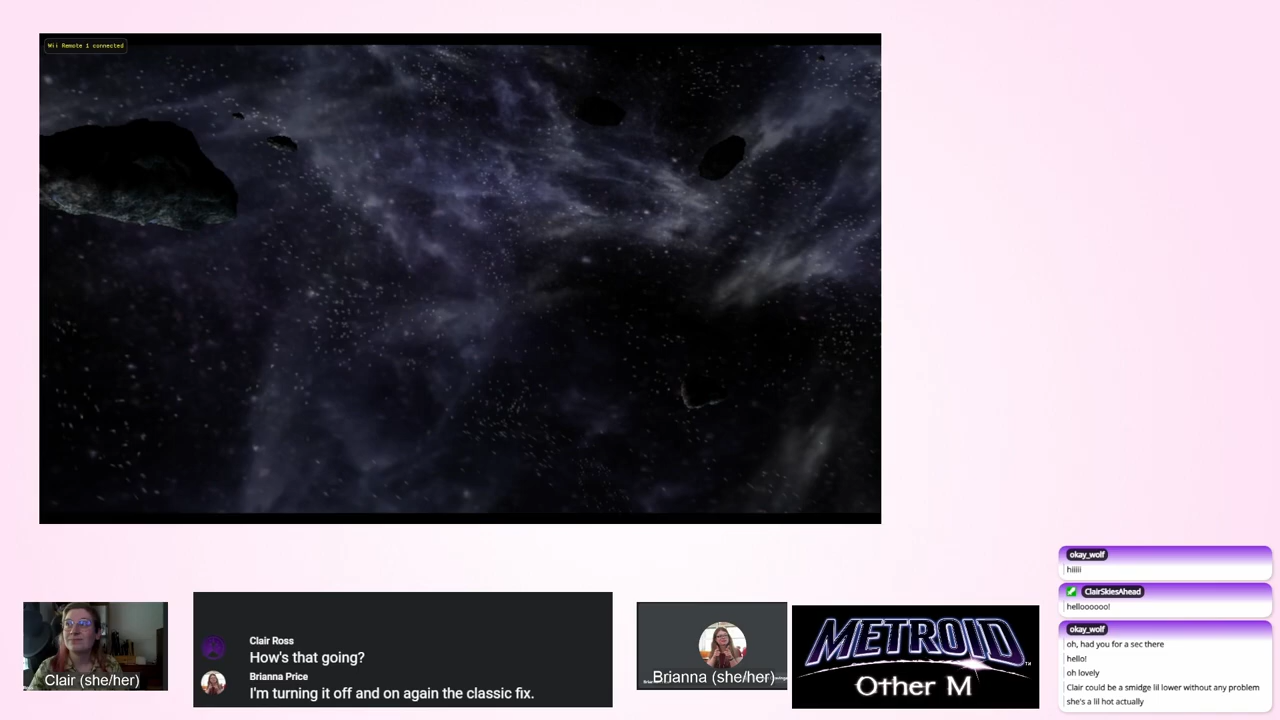 Wii Remote 1 connected
okay_wolf
hiiiii
ClairSkiesAhead
helloooooo!
okay_wolf
oh, had you for a sec there
hello!
oh lovely
Clair could be a smidge lil lower without any problem
she's a lil hot actually
Clair Ross
How's that going?
Brianna Price
I'm turning it off and on again the classic fix.
Clair (she/her)
Brianna (she/her)
METROID
TM
Other M